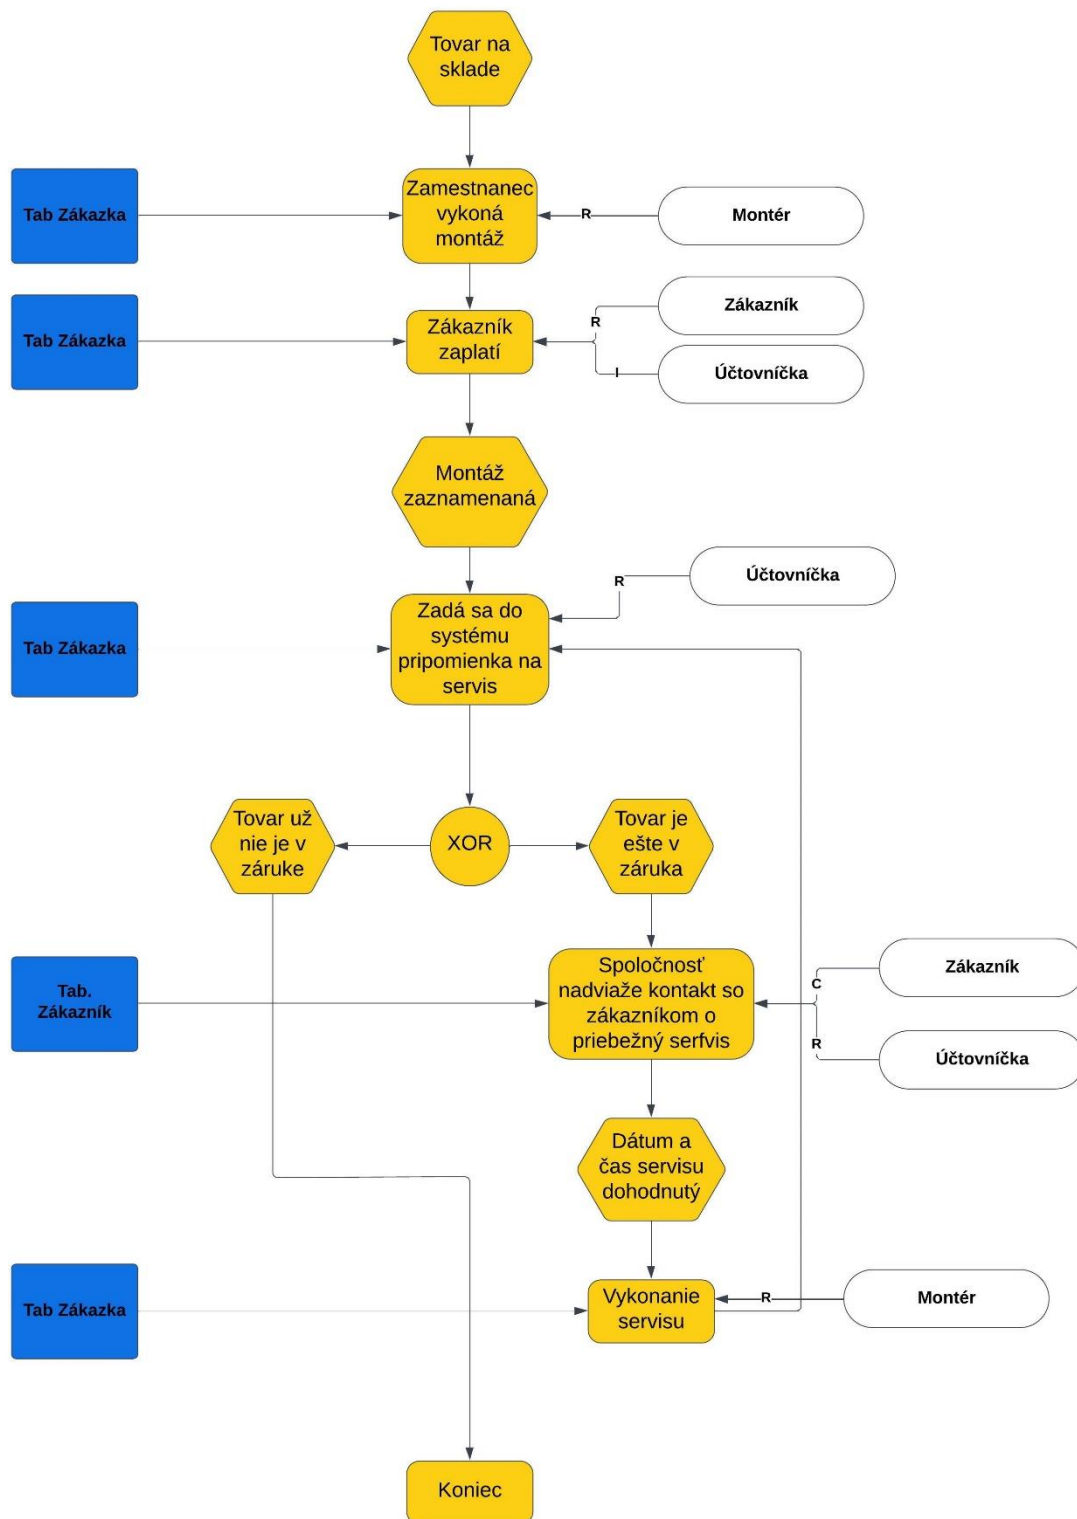 Tovar na
sklade
Tab Zákazka
Zamestnanec
vykoná
montáž
R
Montér
Tab Zákazka
Zákazník
zaplatí
R
Zákazník
I
Účtovníčka
Montáž
zaznamenaná
Tab Zákazka
Zadá sa do
systému
pripomienka na
servis
R
Účtovníčka
Tovar už
nie je v
záruke
XOR
Tovar je
ešte v
záruka
Tab.
Zákazník
Spoločnosť
nadviaže kontakt so
zákazníkom o
priebežný serfvis
C
Zákazník
R
Účtovníčka
Dátum a
čas servisu
dohodnutý
Tab Zákazka
Vykonanie
servisu
R
Montér
Koniec